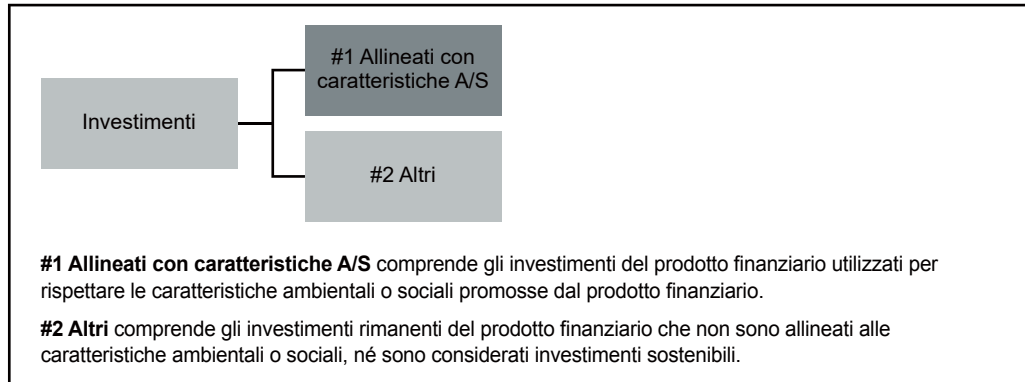 #1 Allineati con
caratteristiche A/S
Investimenti
#2 Altri
#1 Allineati con caratteristiche A/S comprende gli investimenti del prodotto finanziario utilizzati per
rispettare le caratteristiche ambientali o sociali promosse dal prodotto finanziario.
#2 Altri comprende gli investimenti rimanenti del prodotto finanziario che non sono allineati alle
caratteristiche ambientali o sociali, né sono considerati investimenti sostenibili.